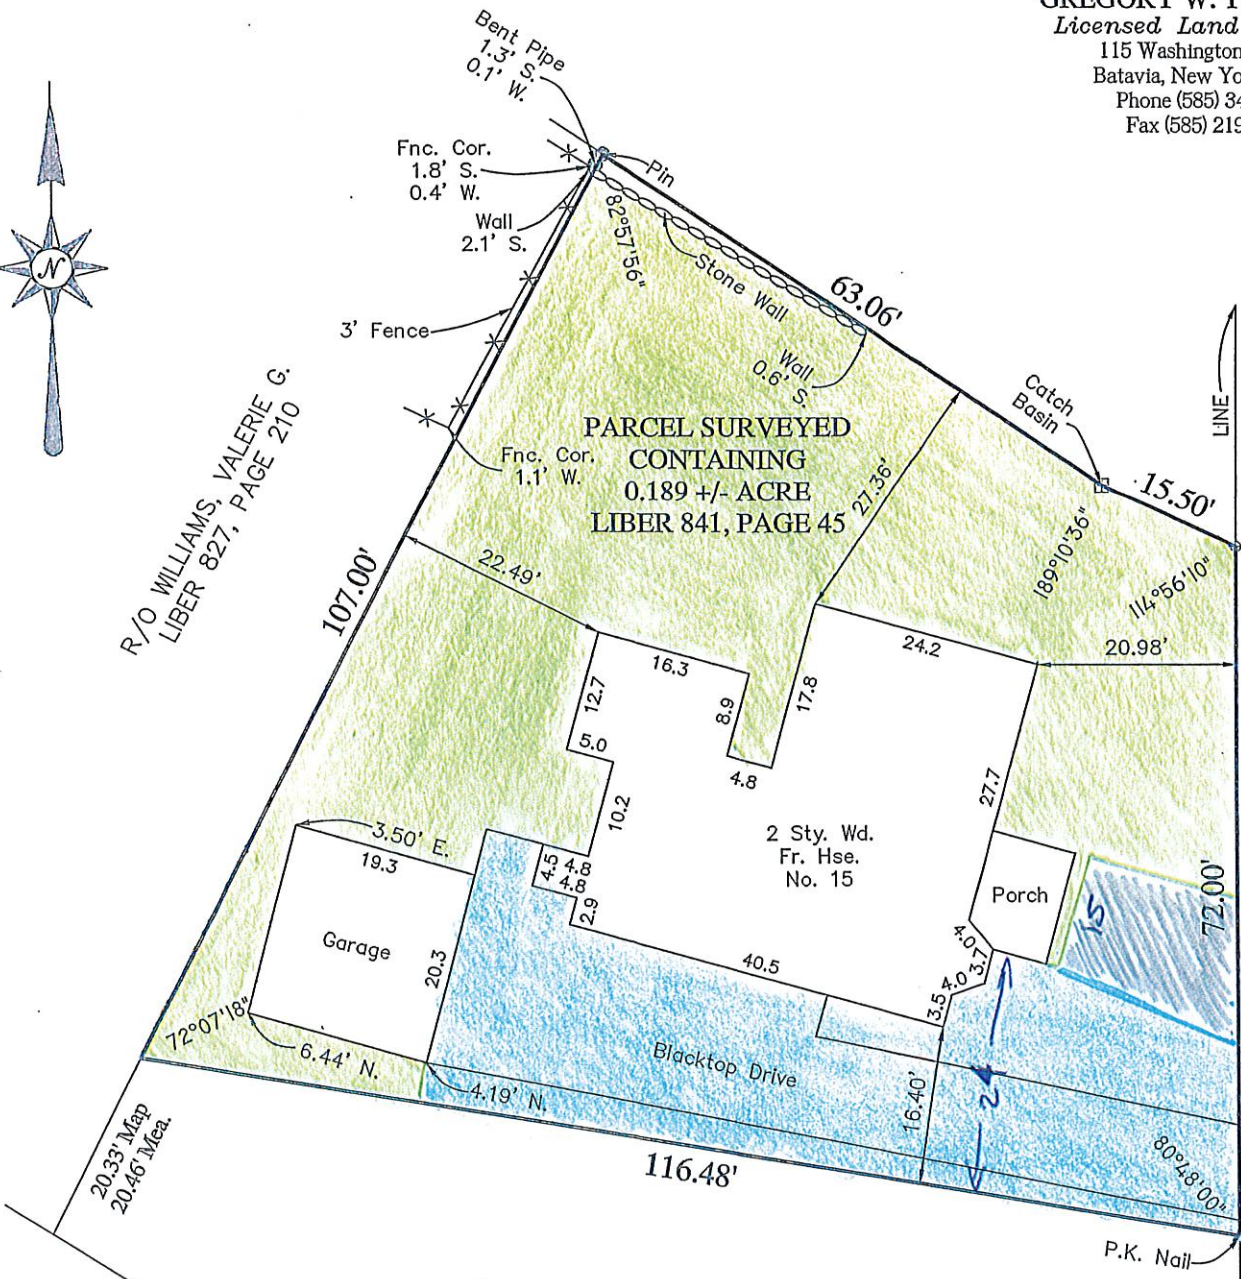 GREGORY W. T
Licensed Land
115 Washington
Batavia, New Yo
Phone (585) 34
Fax (585) 219
Bent Pipe
1.3' S.
0.1' W.
Fnc. Cor.
1.8' S.
0.4' W.
Pin
Wall
2.1' S.
82°57'56"
Stone Wall
63.06'
N
3' Fence
Wall
0.6' S.
Catch
Basin
LINE
R/O WILLIAMS, VALERIE G.
LIBER 827, PAGE 210
Fnc. Cor.
1.1' W.
PARCEL SURVEYED
CONTAINING
0.189 +/- ACRE
LIBER 841, PAGE 45
27.36'
15.50'
189°10'36"
114°56'10"
107.00'
22.49'
20.98'
16.3
24.2
12.7
8.9
17.8
5.0
4.8
27.7
10.2
3.50' E.
19.3
4.5
4.8
4.8
2.9
2 Sty. Wd.
Fr. Hse.
No. 15
Porch
15
72.00'
Garage
20.3
40.5
4.0
3.7
4.0
3.5
72°07'18"
6.44' N.
4.19' N.
Blacktop Drive
16.40'
24
80°48'00"
20.33' Map
20.46' Mea.
116.48'
P.K. Nail